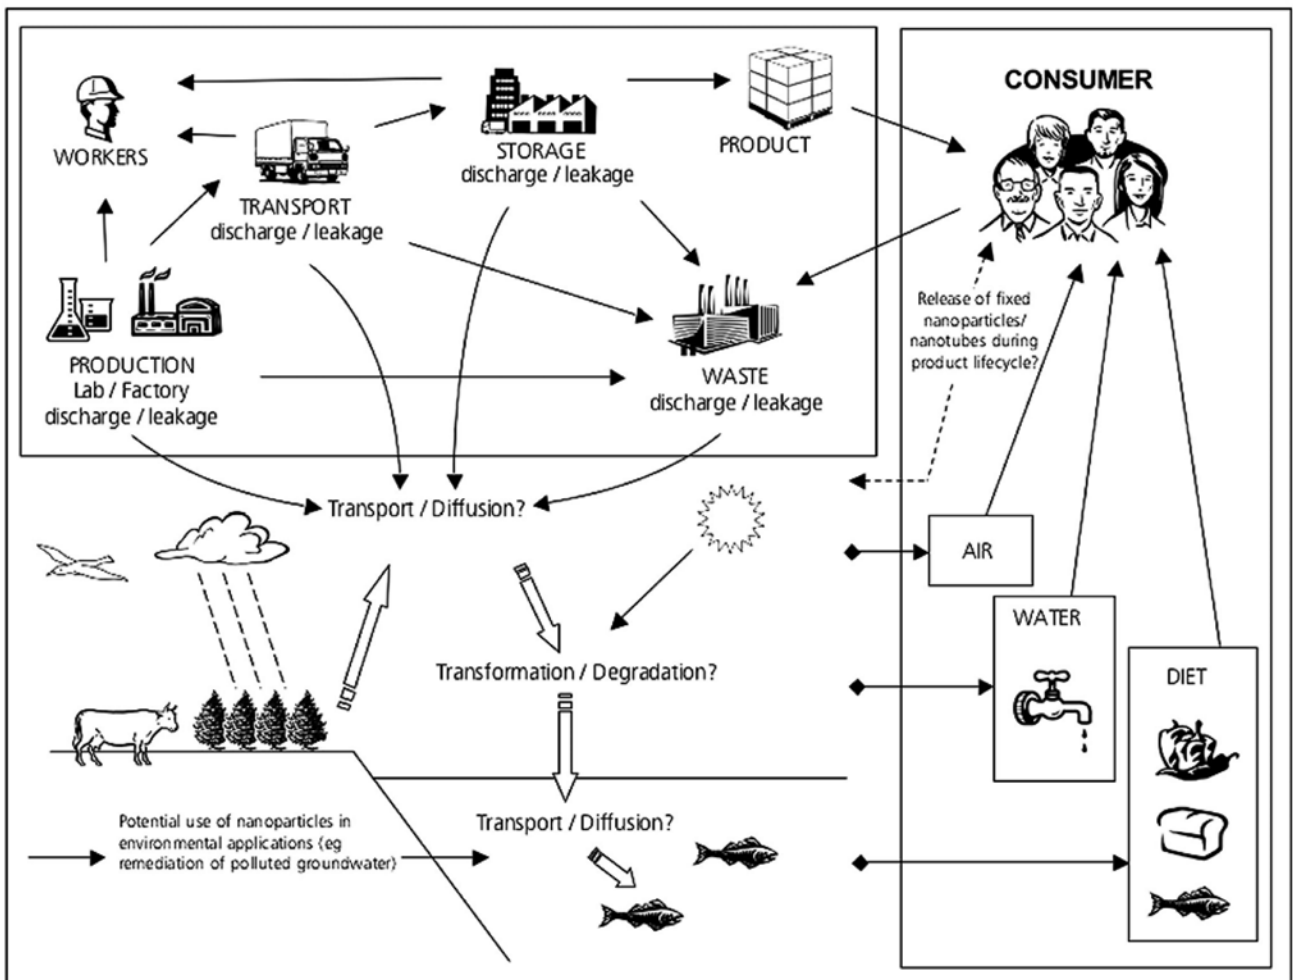 CONSUMER
WORKERS
STORAGE
discharge / leakage
PRODUCT
TRANSPORT
discharge / leakage
PRODUCTION
Lab / Factory
discharge / leakage
WASTE
discharge / leakage
Release of fixed
nanoparticles/
nanotubes during
product lifecycle?
Transport / Diffusion?
AIR
WATER
Transformation / Degradation?
DIET
Potential use of nanoparticles in
environmental applications (eg
remediation of polluted groundwater)
Transport / Diffusion?